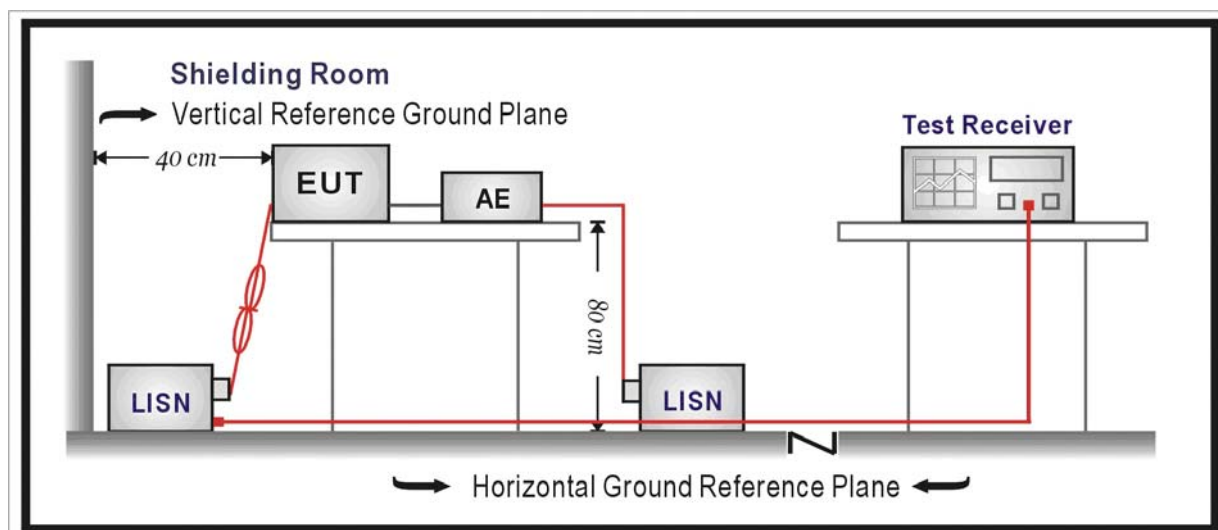 Shielding Room
Vertical Reference Ground Plane
Test Receiver
40 cm
EUT
AE
80 cm
LISN
LISN
Horizontal Ground Reference Plane